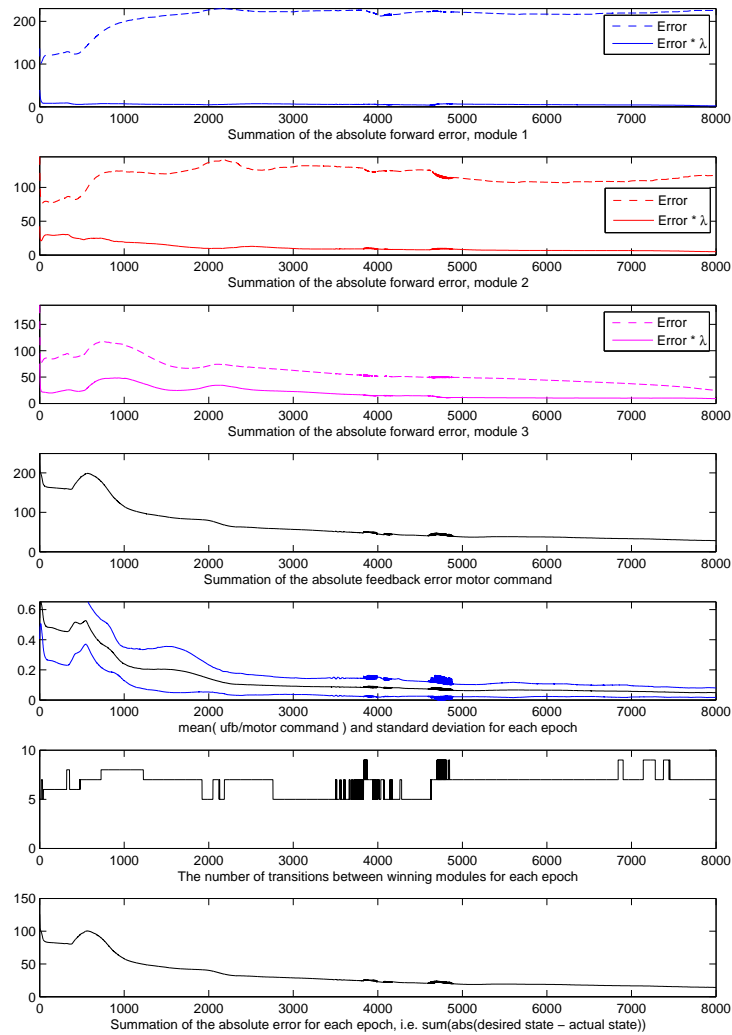 200
100
0
Error
Error * λ
0 1000 2000 3000 4000 5000 6000 7000 8000
Summation of the absolute forward error, module 1
100
50
0
Error
Error * λ
0 1000 2000 3000 4000 5000 6000 7000 8000
Summation of the absolute forward error, module 2
150
100
50
0
Error
Error * λ
0 1000 2000 3000 4000 5000 6000 7000 8000
Summation of the absolute forward error, module 3
200
100
0
0 1000 2000 3000 4000 5000 6000 7000 8000
Summation of the absolute feedback error motor command
0.6
0.4
0.2
0
0 1000 2000 3000 4000 5000 6000 7000 8000
mean( ufb/motor command ) and standard deviation for each epoch
10
5
0
0 1000 2000 3000 4000 5000 6000 7000 8000
The number of transitions between winning modules for each epoch
150
100
50
0
0 1000 2000 3000 4000 5000 6000 7000 8000
Summation of the absolute error for each epoch, i.e. sum(abs(desired state − actual state))